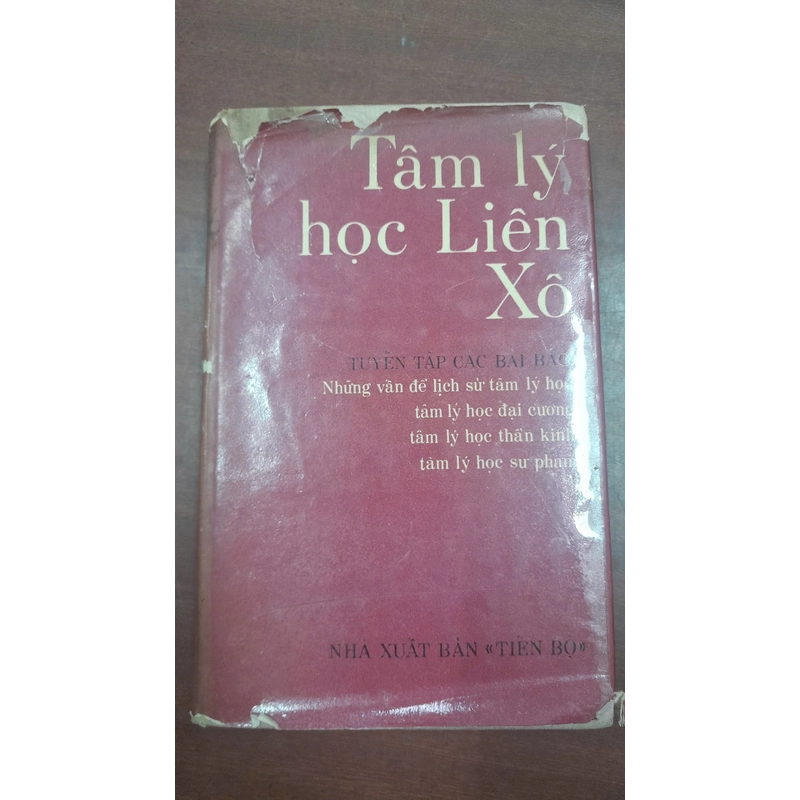 Tâm lý
học Liên
Xô
TUYỂN TẬP CÁC BÀI BÁO
Những vấn đề lịch sử tâm lý học
tâm lý học đại cương
tâm lý học thần kinh
tâm lý học sư phạm
NHÀ XUẤT BẢN «TIẾN BỘ»